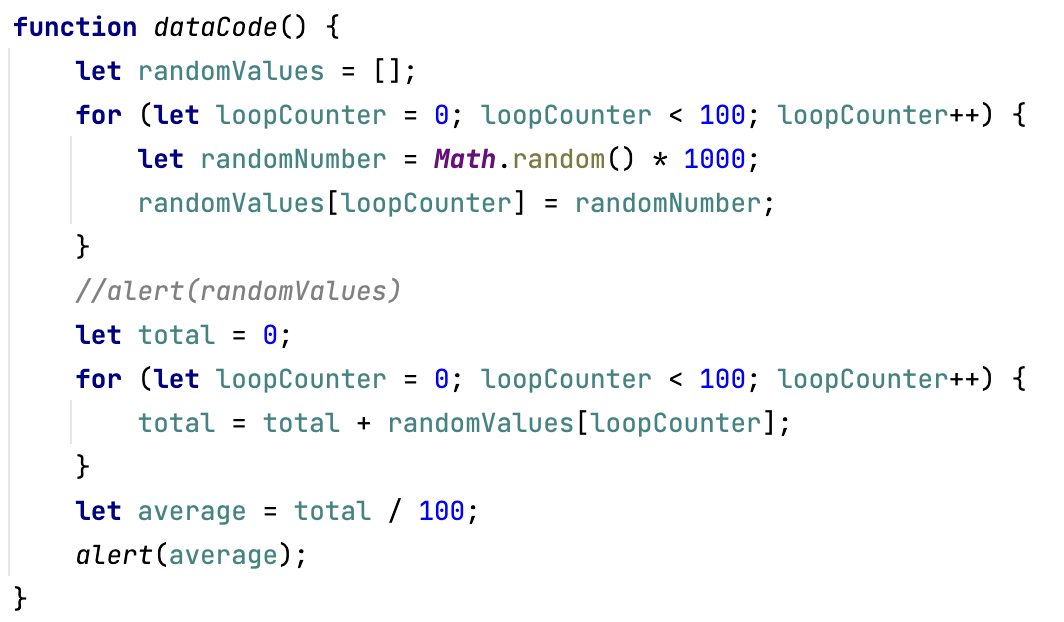 function dataCode() {
    let randomValues = [];
    for (let loopCounter = 0; loopCounter < 100; loopCounter++) {
        let randomNumber = Math.random() * 1000;
        randomValues[loopCounter] = randomNumber;
    }
    //alert(randomValues)
    let total = 0;
    for (let loopCounter = 0; loopCounter < 100; loopCounter++) {
        total = total + randomValues[loopCounter];
    }
    let average = total / 100;
    alert(average);
}